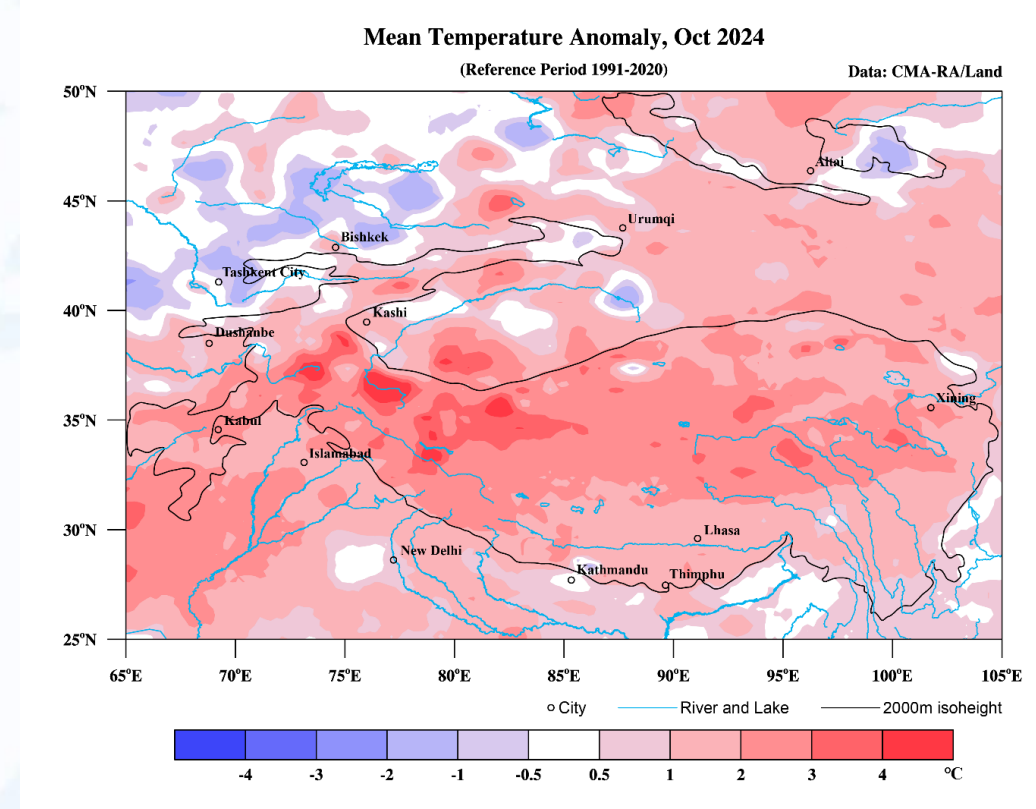 Mean Temperature Anomaly, Oct 2024
(Reference Period 1991-2020)
Data: CMA-RA/Land
50°N
45°N
40°N
35°N
30°N
25°N
Altai
Urumqi
Bishkek
Tashkent City
Kashi
Dushanbe
Xining
Kabul
Islamabad
Lhasa
New Delhi
Kathmandu
Thimphu
65°E 70°E 75°E 80°E 85°E 90°E 95°E 100°E 105°E
City River and Lake 2000m isoheight
-4 -3 -2 -1 -0.5 0.5 1 2 3 4 °C